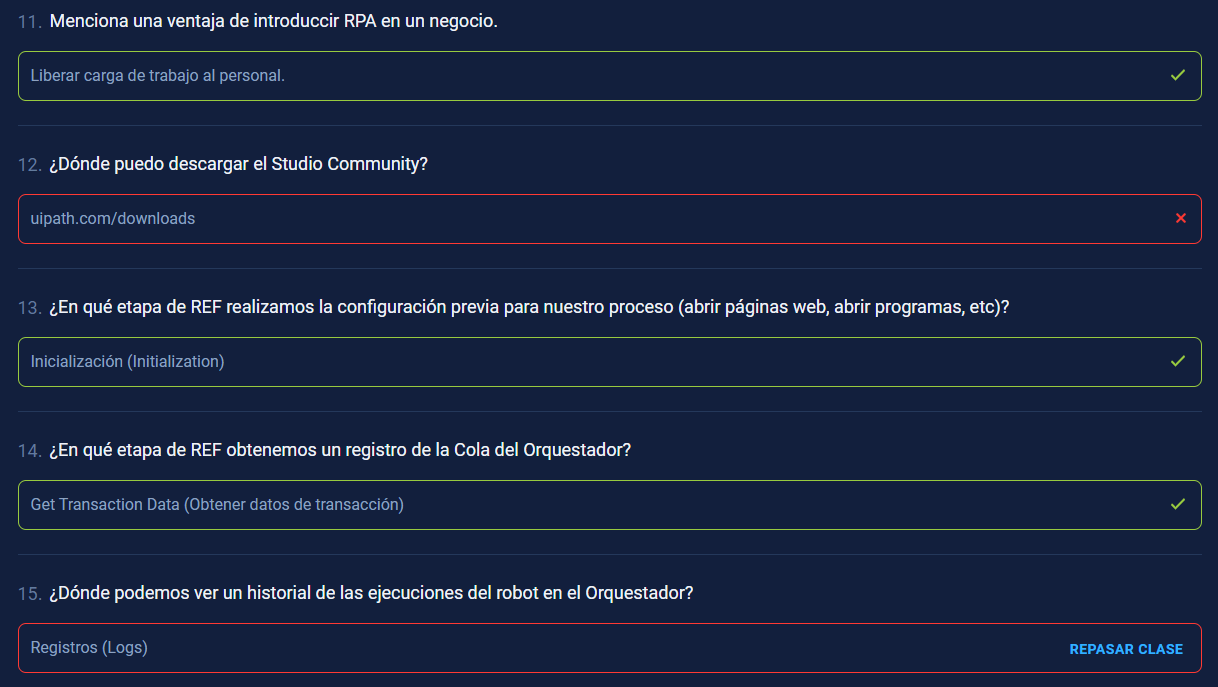 11. Menciona una ventaja de introduccir RPA en un negocio.
Liberar carga de trabajo al personal.
12. ¿Dónde puedo descargar el Studio Community?
uipath.com/downloads
13. ¿En qué etapa de REF realizamos la configuración previa para nuestro proceso (abrir páginas web, abrir programas, etc)?
Inicialización (Initialization)
14. ¿En qué etapa de REF obtenemos un registro de la Cola del Orquestador?
Get Transaction Data (Obtener datos de transacción)
15. ¿Dónde podemos ver un historial de las ejecuciones del robot en el Orquestador?
Registros (Logs) REPASAR CLASE